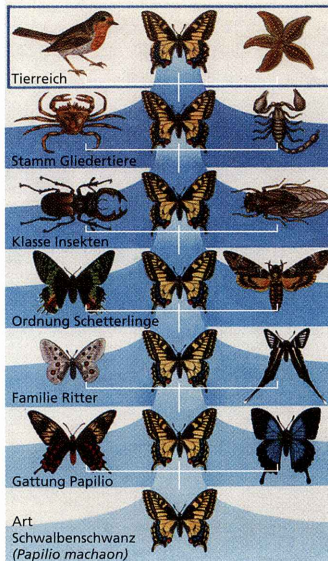 Tierreich
Stamm Gliedertiere
Klasse Insekten
Ordnung Schetterlinge
Familie Ritter
Gattung Papilio
Art
Schwalbenschwanz
(Papilio machaon)